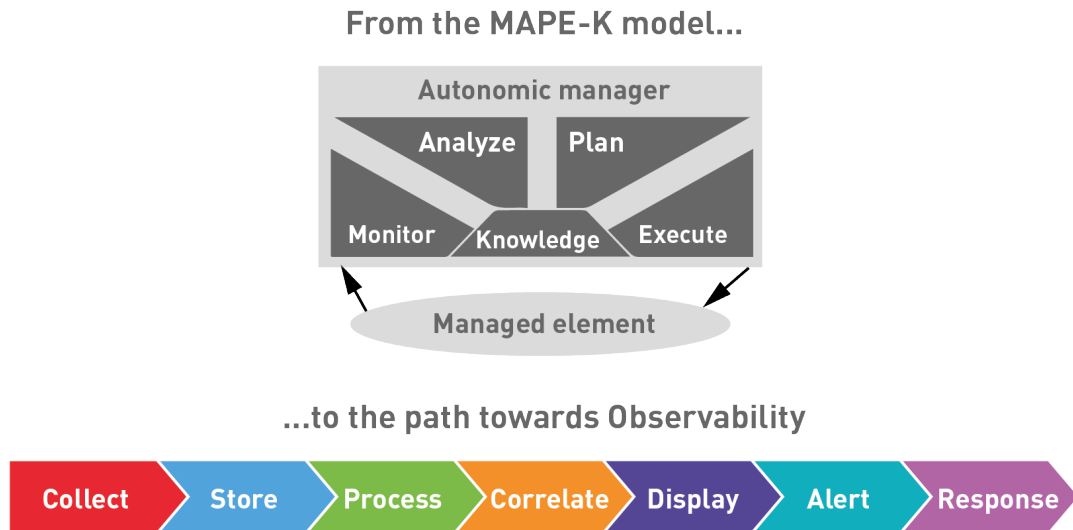 From the MAPE-K model...
Autonomic manager
Analyze
Plan
Monitor
Knowledge
Execute
Managed element
...to the path towards Observability
Collect
Store
Process
Correlate
Display
Alert
Response